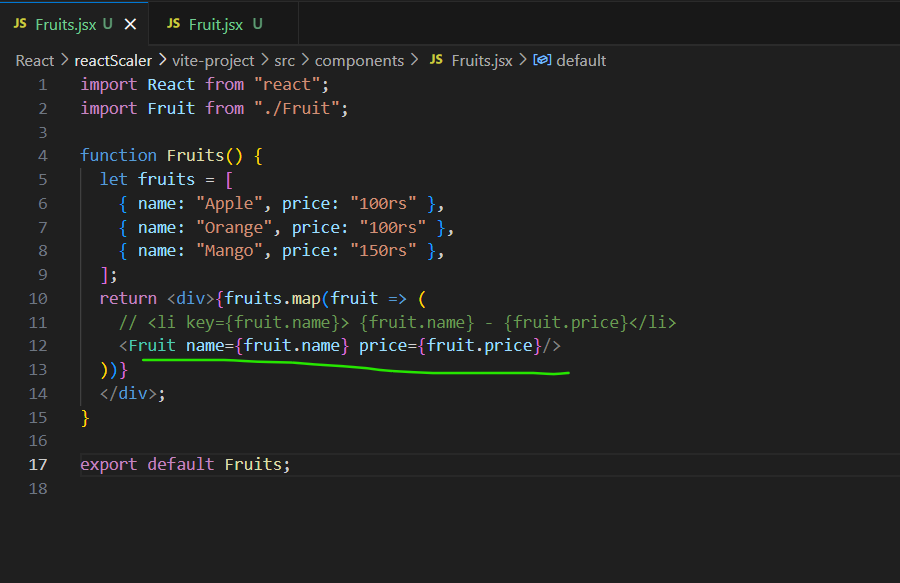 JS Fruits.jsx U × JS Fruit.jsx U
React > reactScaler > vite-project > src > components > JS Fruits.jsx > default
1 import React from "react";
2 import Fruit from "./Fruit";
3
4 function Fruits() {
5   let fruits = [
6     { name: "Apple", price: "100rs" },
7     { name: "Orange", price: "100rs" },
8     { name: "Mango", price: "150rs" },
9   ];
10   return <div>{fruits.map(fruit => (
11     // <li key={fruit.name}> {fruit.name} - {fruit.price}</li>
12     <Fruit name={fruit.name} price={fruit.price}/>
13   ))}
14   </div>;
15 }
16
17 export default Fruits;
18